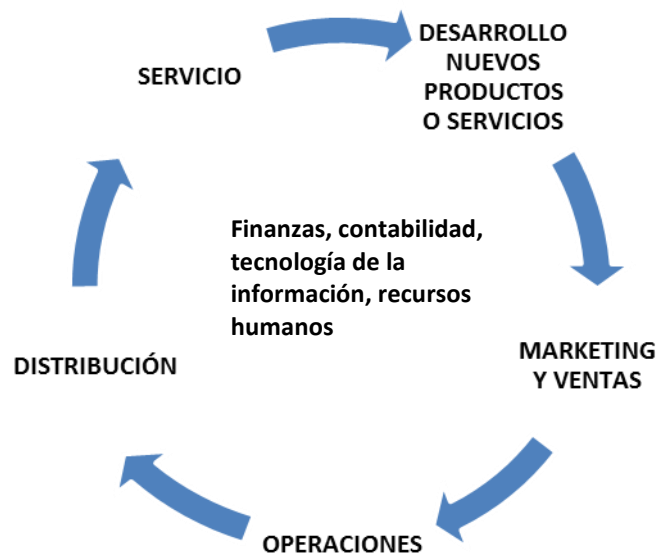 DESARROLLO
NUEVOS
PRODUCTOS
O SERVICIOS
SERVICIO
Finanzas, contabilidad,
tecnología de la
información, recursos
humanos
MARKETING
Y VENTAS
DISTRIBUCIÓN
OPERACIONES